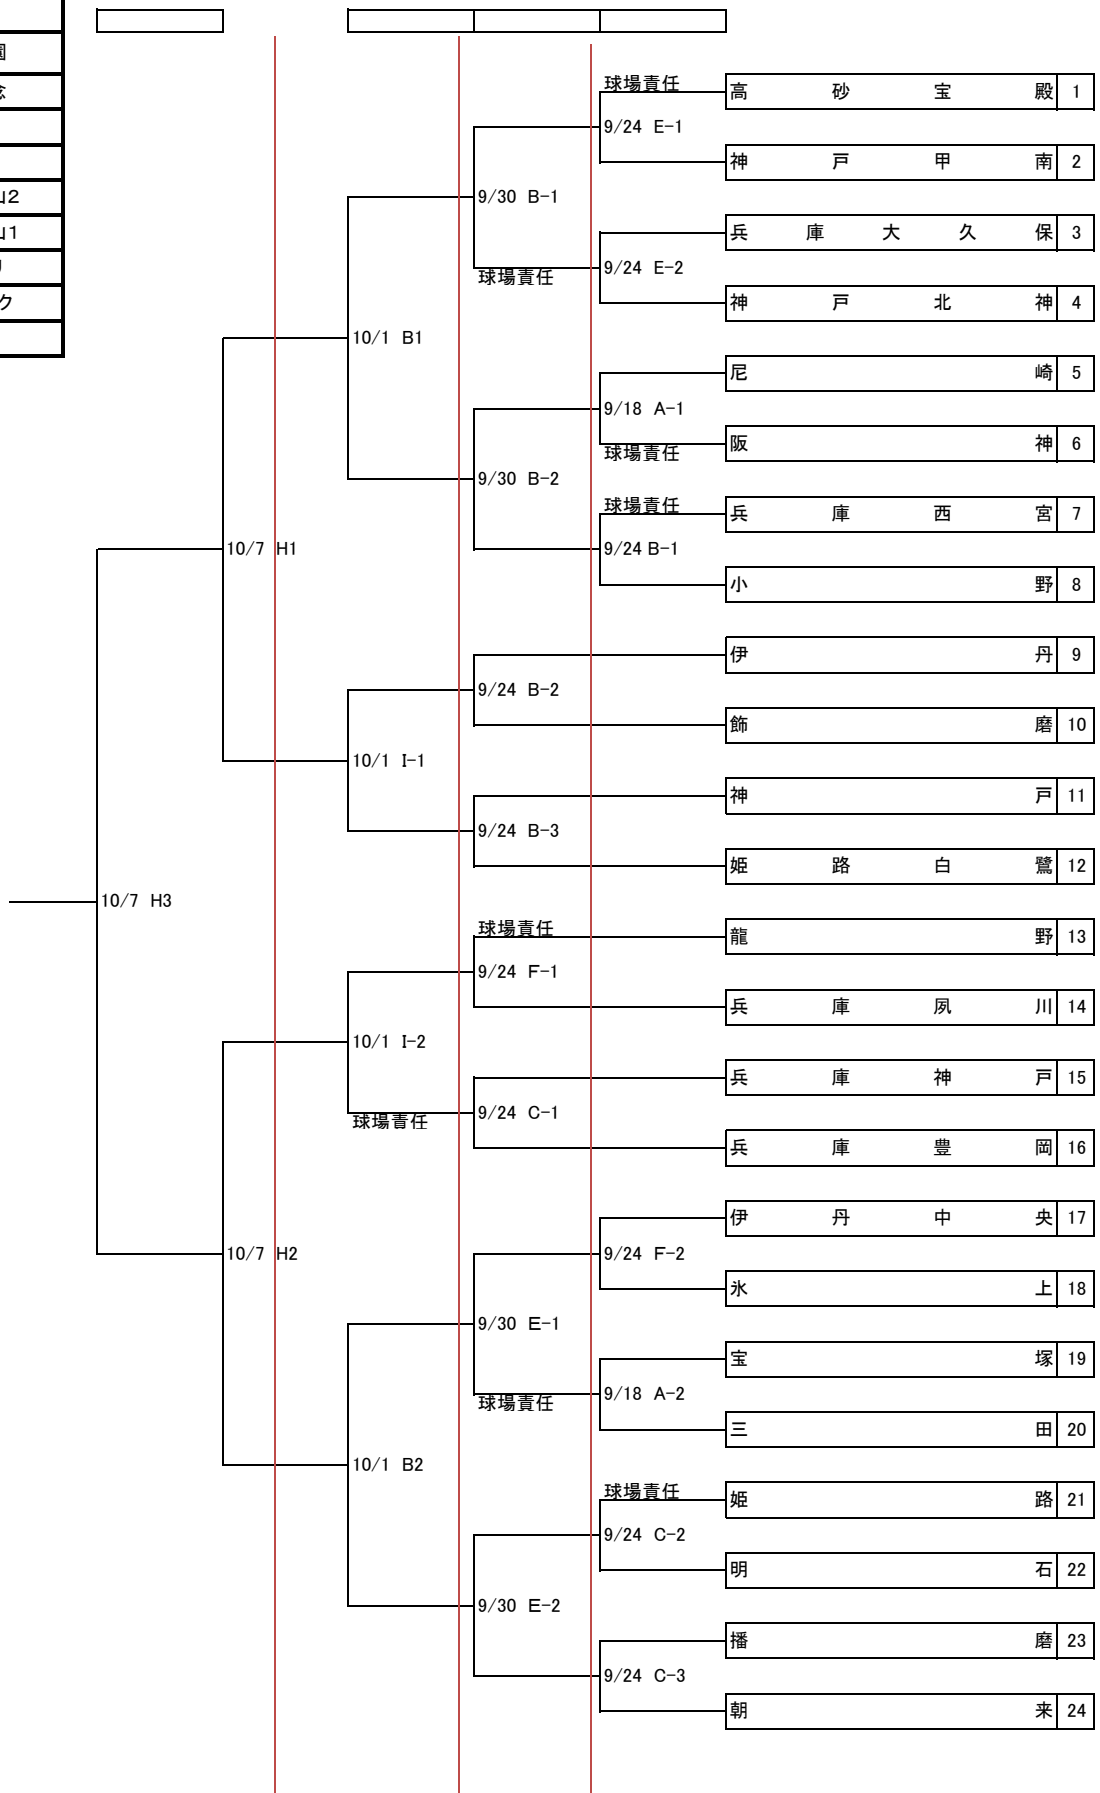 山2
山1
ク
球場責任
高砂宝殿 1
9/24 E-1
神戸甲南 2
9/30 B-1
兵庫大久保 3
9/24 E-2
球場責任
神戸北神 4
10/1 B1
尼崎 5
9/18 A-1
阪神 6
球場責任
9/30 B-2
球場責任
兵庫西宮 7
10/7 H1
9/24 B-1
小野 8
伊丹 9
9/24 B-2
飾磨 10
10/1 I-1
神戸 11
9/24 B-3
姫路白鷺 12
10/7 H3
球場責任
龍野 13
9/24 F-1
兵庫夙川 14
10/1 I-2
兵庫神戸 15
9/24 C-1
球場責任
兵庫豊岡 16
伊丹中央 17
10/7 H2
9/24 F-2
氷上 18
9/30 E-1
宝塚 19
9/18 A-2
球場責任
三田 20
10/1 B2
球場責任
姫路 21
9/24 C-2
明石 22
9/30 E-2
播磨 23
9/24 C-3
朝来 24